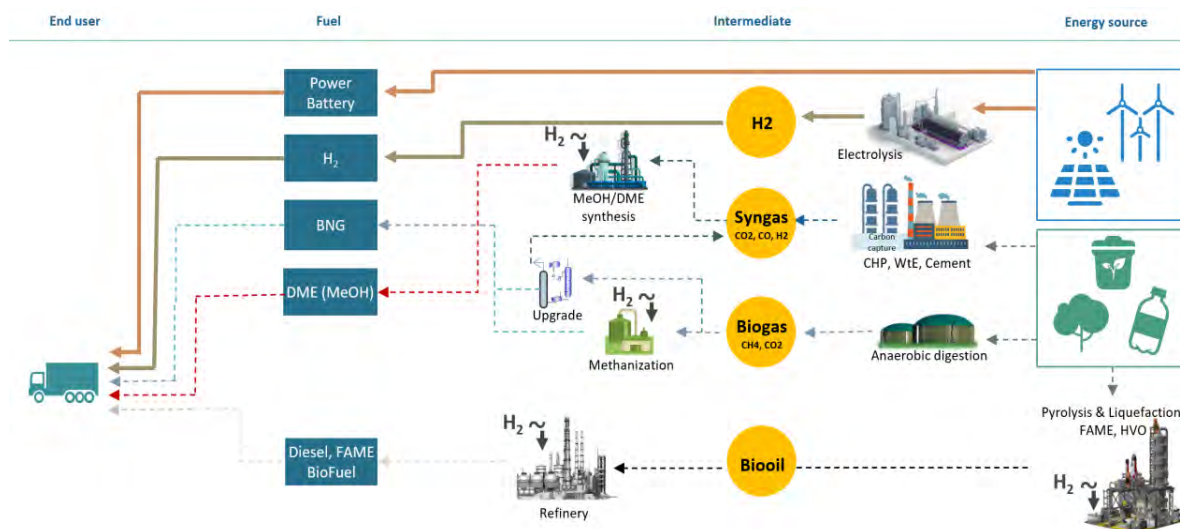 End user
Fuel
Intermediate
Energy source
Power
Battery
H2
H₂
BNG
DME (MeOH)
Diesel, FAME
BioFuel
H₂ ~
MeOH/DME
synthesis
Electrolysis
Syngas
CO2, CO, H2
Carbon
capture
CHP, WtE, Cement
Upgrade
H₂ ~
Methanization
Biogas
CH4, CO2
Anaerobic digestion
Pyrolysis & Liquefaction
FAME, HVO
H₂ ~
Refinery
Biooil
H₂ ~